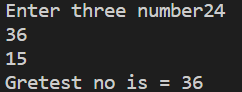 Enter three number24
36
15
Gretest no is = 36